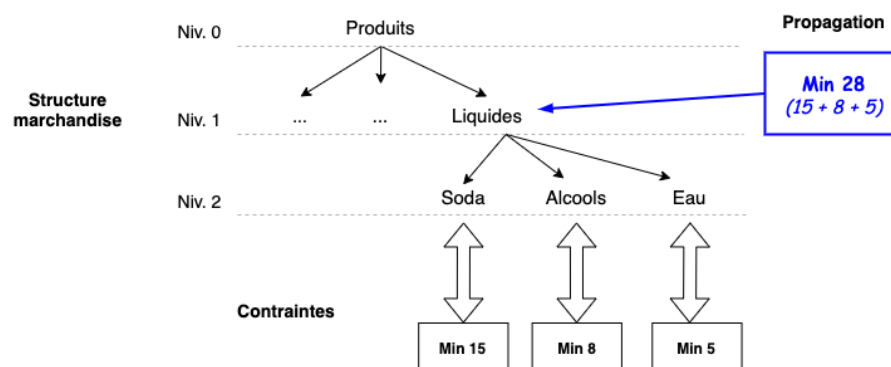 Propagation
Niv. 0
Produits
Min 28
(15 + 8 + 5)
Structure
marchandise
Niv. 1
...
...
Liquides
Niv. 2
Soda
Alcools
Eau
Contraintes
Min 15
Min 8
Min 5